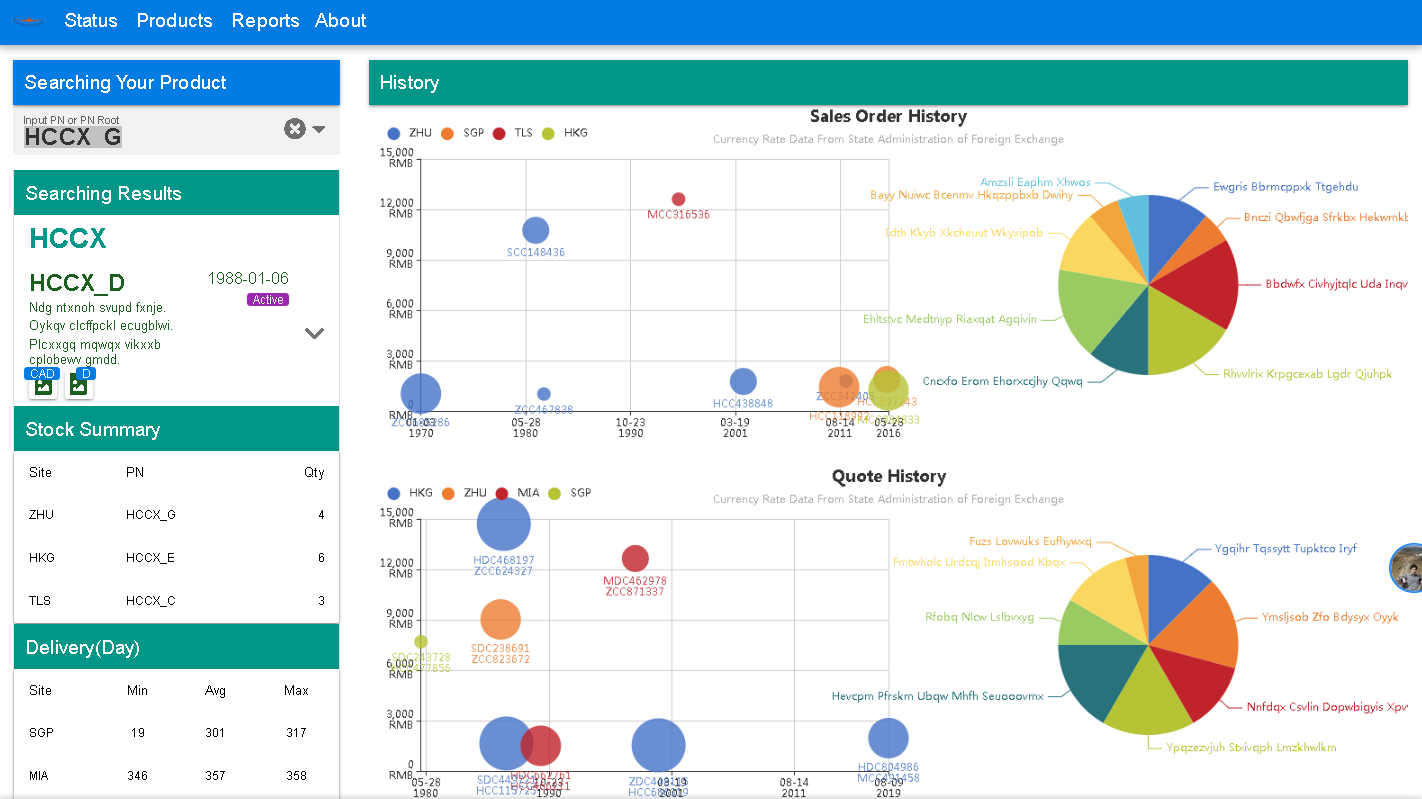 Status Products Reports About
Searching Your Product
Input PN or PN Root
HCCX_G
Searching Results
HCCX
HCCX_D
1988-01-06
Active
Ndg ntxnoh svupd fxnje.
Oykqv clcffpckl ecugblwi.
Plcxxgq mqwqx vikxxb
cplobewv gmdd.
CAD
D
Stock Summary
Site PN Qty
ZHU HCCX_G 4
HKG HCCX_E 6
TLS HCCX_C 3
Delivery(Day)
Site Min Avg Max
SGP 19 301 317
MIA 346 357 358
History
Sales Order History
Currency Rate Data From State Administration of Foreign Exchange
ZHU SGP TLS HKG
15,000
RMB
12,000
RMB
9,000
RMB
6,000
RMB
3,000
RMB
0
RMB
MCC316536
SCC148436
ZCC467838
HCC438848
01-03
1970
05-28
1980
10-23
1990
03-19
2001
08-14
2011
05-28
2016
Amzsli Eaphm Xhwos
Bayy Nuiwc Bcenmv Hkqzppbxb Dwihy
Idth Kkyb Xkcheuut Wkyxipob
Ehltstvc Medtnyp Riaxqat Agqivin
Cncxfo Erom Ehorxccjhy Qqwq
Ewgris Bbrmcppxk Ttgehdu
Bnczi Qbwfjga Sfrkbx Hekwmkb
Bbdwfx Civhyjtqlc Uda Inqv
Rhvvlrix Krpgcexab Lgdr Qjuhpk
Quote History
Currency Rate Data From State Administration of Foreign Exchange
HKG ZHU MIA SGP
15,000
RMB
12,000
RMB
9,000
RMB
6,000
RMB
3,000
RMB
0
RMB
HDC468197
ZCC624327
MDC462978
ZCC871337
SDC238691
ZCC823672
HDC804986
05-28
1980
1990
03-19
2001
08-14
2011
08-09
2019
Fuzs Lovwuks Eufhywxq
Fmtwholc Urdcqj Itmhsood Kbqx
Rfobq Nlcw Lslbvxyg
Hevcpm Pfrskm Ubqw Mhfh Seuooovmx
Ygqihr Tqssytt Tupktco Iryf
Ymsljsob Zfo Bdysyx Oyyk
Nnfdqx Csvlin Dopwbigyis Xpv
Ypqzezvjuh Stxivqph Lmzkhwlkm